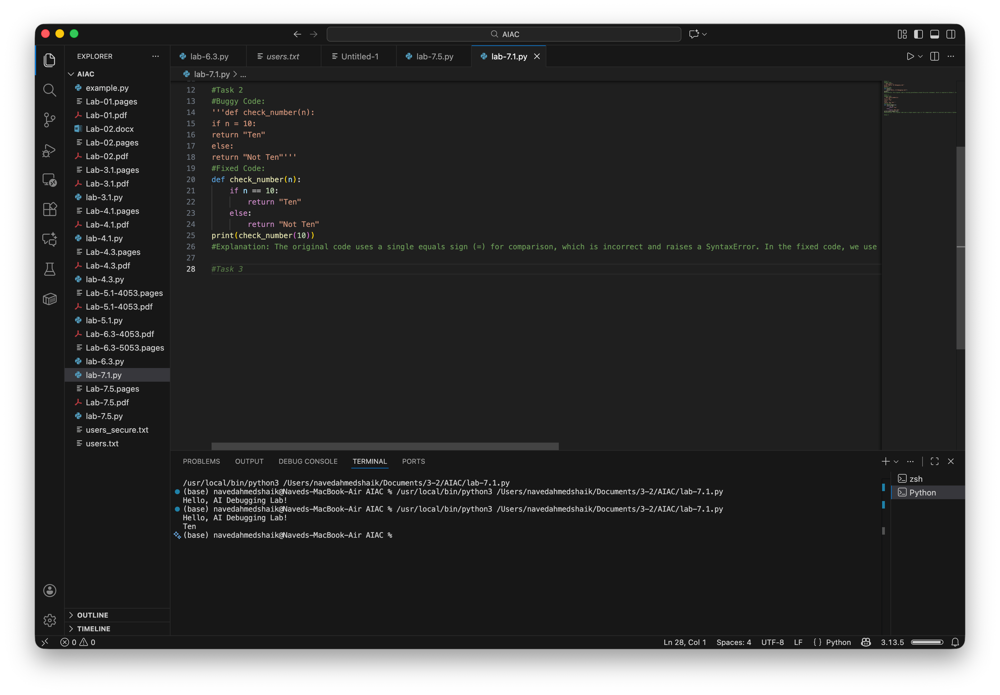 AIAC
EXPLORER
lab-6.3.py
users.txt
Untitled-1
lab-7.5.py
lab-7.1.py
AIAC
example.py
Lab-01.pages
Lab-01.pdf
Lab-02.docx
Lab-02.pages
Lab-02.pdf
Lab-3.1.pages
Lab-3.1.pdf
lab-3.1.py
Lab-4.1.pages
Lab-4.1.pdf
lab-4.1.py
Lab-4.3.pages
Lab-4.3.pdf
lab-4.3.py
Lab-5.1-4053.pages
Lab-5.1-4053.pdf
lab-5.1.py
Lab-6.3-4053.pdf
Lab-6.3-5053.pages
lab-6.3.py
lab-7.1.py
Lab-7.5.pages
Lab-7.5.pdf
lab-7.5.py
users_secure.txt
users.txt
OUTLINE
TIMELINE
lab-7.1.py > ...
12 #Task 2
13 #Buggy Code:
14 '''def check_number(n):
15 if n = 10:
16 return "Ten"
17 else:
18 return "Not Ten"'''
19 #Fixed Code:
20 def check_number(n):
21     if n == 10:
22         return "Ten"
23     else:
24         return "Not Ten"
25 print(check_number(10))
26 #Explanation: The original code uses a single equals sign (=) for comparison, which is incorrect and raises a SyntaxError. In the fixed code, we use
27
28 #Task 3
PROBLEMS OUTPUT DEBUG CONSOLE TERMINAL PORTS
/usr/local/bin/python3 /Users/navedahmedshaik/Documents/3-2/AIAC/lab-7.1.py
(base) navedahmedshaik@Naveds-MacBook-Air AIAC % /usr/local/bin/python3 /Users/navedahmedshaik/Documents/3-2/AIAC/lab-7.1.py
Hello, AI Debugging Lab!
(base) navedahmedshaik@Naveds-MacBook-Air AIAC % /usr/local/bin/python3 /Users/navedahmedshaik/Documents/3-2/AIAC/lab-7.1.py
Hello, AI Debugging Lab!
Ten
(base) navedahmedshaik@Naveds-MacBook-Air AIAC %
zsh
Python
0 0
Ln 28, Col 1 Spaces: 4 UTF-8 LF { } Python 3.13.5